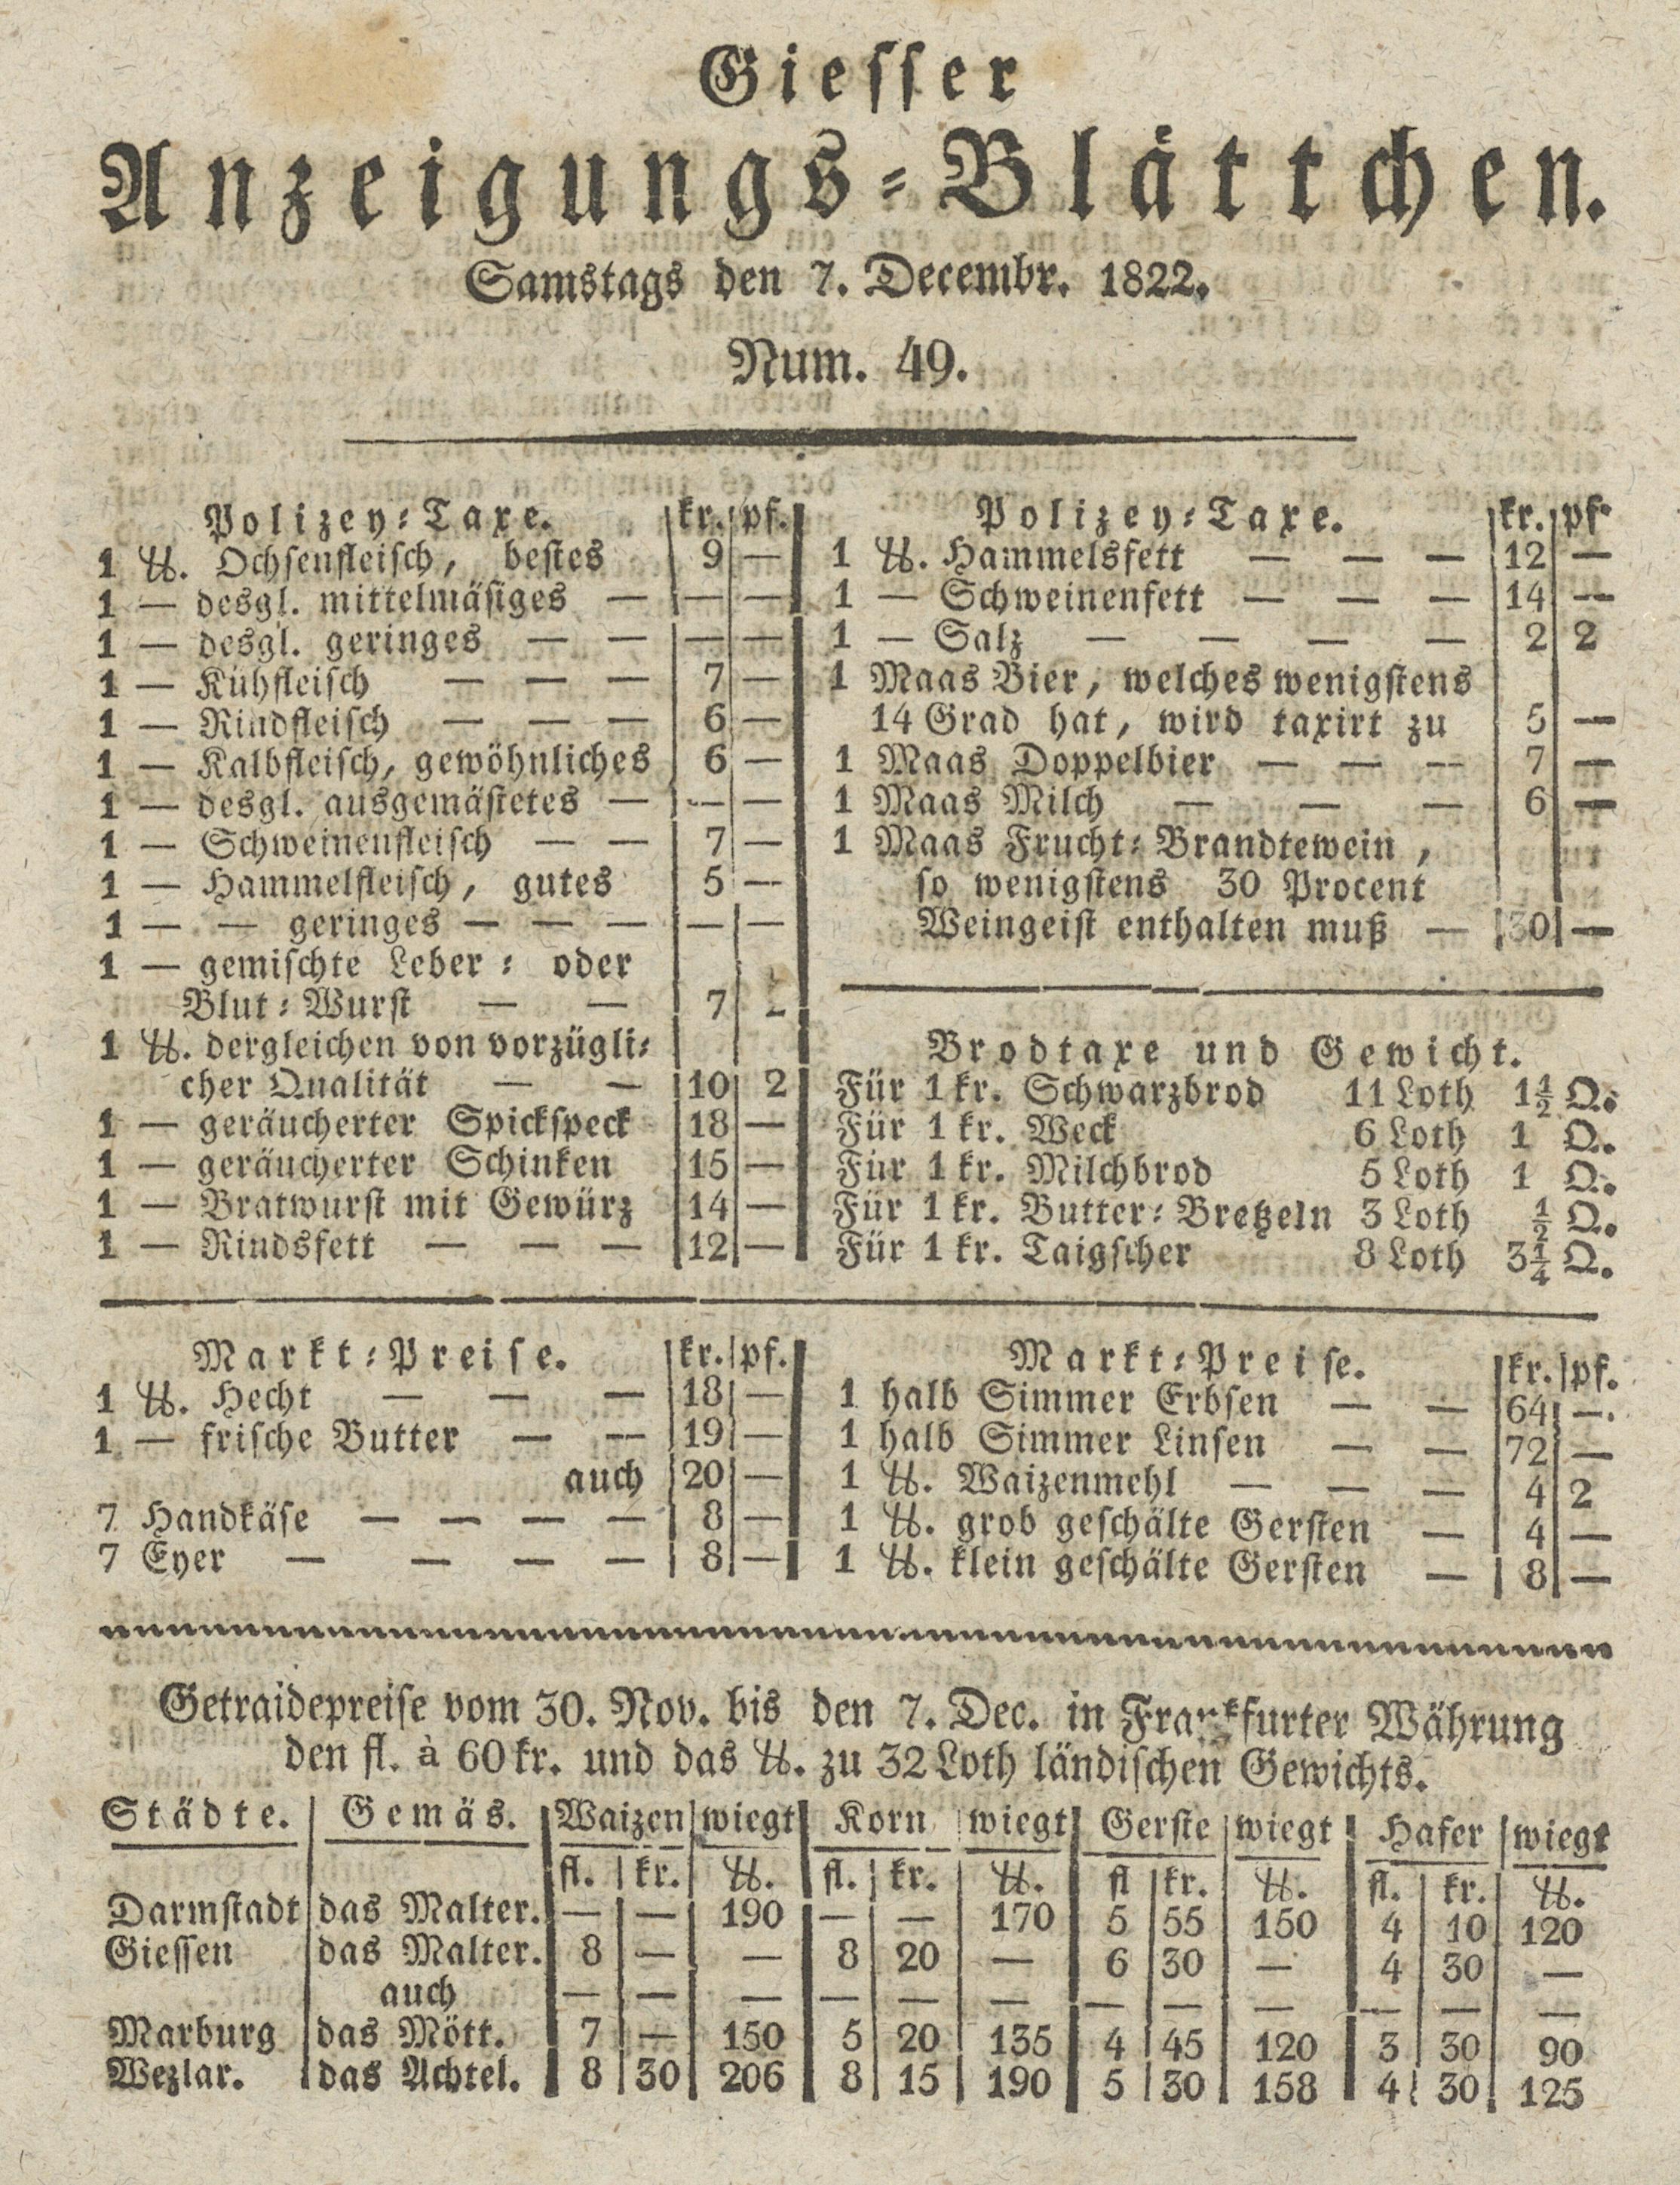 Giesser
Anzeigungs-Blättchen.
Samstags den 7. Decembr. 1822.
Num. 49.
Polizey-Taxe. kr. pf.
1 ℔. Ochsenfleisch, bestes 9 —
1 — desgl. mittelmäsiges — — —
1 — desgl. geringes — — — —
1 — Kühfleisch — — — 7 —
1 — Rindfleisch — — — 6 —
1 — Kalbfleisch, gewöhnliches 6 —
1 — desgl. ausgemästetes — — —
1 — Schweinenfleisch — — 7 —
1 — Hammelfleisch, gutes 5 —
1 — — geringes — — — — —
1 — gemischte Leber- oder
Blut-Wurst — — 7 -
1 ℔. dergleichen von vorzügli-
cher Qualität — — 10 2
1 — geräucherter Spickspeck 18 —
1 — geräucherter Schinken 15 —
1 — Bratwurst mit Gewürz 14 —
1 — Rindsfett — — — 12 —
Polizey-Taxe. kr. pf.
1 ℔. Hammelsfett — — — 12 —
1 — Schweinenfett — — — 14 —
1 — Salz — — — — 2 2
1 Maas Bier, welches wenigstens
14 Grad hat, wird taxirt zu 5 —
1 Maas Doppelbier — — — 7 —
1 Maas Milch — — — 6 —
1 Maas Frucht-Brandtewein,
so wenigstens 30 Procent
Weingeist enthalten muß — 30 —
Brodtaxe und Gewicht.
Für 1 kr. Schwarzbrod 11 Loth 1½ Q.
Für 1 kr. Weck 6 Loth 1 Q.
Für 1 kr. Milchbrod 5 Loth 1 Q.
Für 1 kr. Butter-Bretzeln 3 Loth ½ Q.
Für 1 kr. Taigscher 8 Loth 3¼ Q.
Markt-Preise. kr. pf.
1 ℔. Hecht — — — 18 —
1 — frische Butter — — 19 —
auch 20 —
7 Handkäse — — — — 8 —
7 Eyer — — — — 8 —
Markt-Preise. kr. pf.
1 halb Simmer Erbsen — — 64 —.
1 halb Simmer Linsen — — 72 —
1 ℔. Waizenmehl — — — 4 2
1 ℔. grob geschälte Gersten — 4 —
1 ℔. klein geschälte Gersten — 8 —
Getraidepreise vom 30. Nov. bis den 7. Dec. in Frankfurter Währung
den fl. à 60 kr. und das ℔. zu 32 Loth ländischen Gewichts.
Städte. Gemäs. Waizen wiegt Korn wiegt Gerste wiegt Hafer wiegt
fl. kr. ℔. fl. kr. ℔. fl kr. ℔. fl. kr. ℔.
Darmstadt das Malter. — — 190 — — 170 5 55 150 4 10 120
Giessen das Malter. 8 — — 8 20 — 6 30 — 4 30 —
auch — — — — — — — — — — — —
Marburg das Mött. 7 — 150 5 20 135 4 45 120 3 30 90
Wezlar. das Achtel. 8 30 206 8 15 190 5 30 158 4 30 125